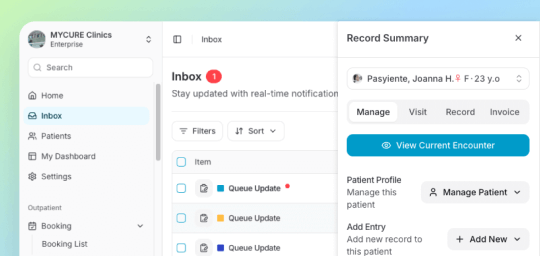 MYCURE Clinics
Enterprise
Search
Home
Inbox
Patients
My Dashboard
Settings
Outpatient
Booking
Booking List
Inbox
Inbox 1
Stay updated with real-time notification
Filters
Sort
Item
Queue Update
Queue Update
Queue Update
Record Summary
Pasyiente, Joanna H. F · 23 y.o
Manage
Visit
Record
Invoice
View Current Encounter
Patient Profile
Manage this
patient
Manage Patient
Add Entry
Add new record to
this patient
Add New